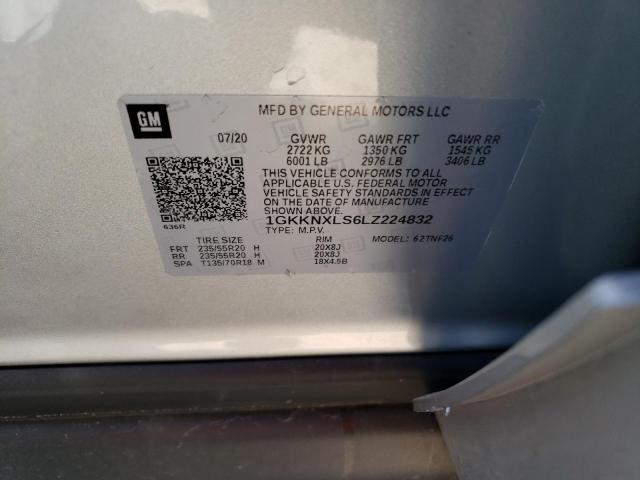 GM
MFD BY GENERAL MOTORS LLC
07/20 GVWR GAWR FRT GAWR RR
2722 KG 1350 KG 1545 KG
6001 LB 2976 LB 3406 LB
THIS VEHICLE CONFORMS TO ALL
APPLICABLE U.S. FEDERAL MOTOR
VEHICLE SAFETY STANDARDS IN EFFECT
ON THE DATE OF MANUFACTURE
SHOWN ABOVE.
1GKKNXLS6LZ224832
636R
TYPE: M.P.V. MODEL: 62TNF26
TIRE SIZE RIM
FRT 235/55R20 H 20X8J
RR 235/55R20 H 20X8J
SPA T135/70R18 M 18X4.5B